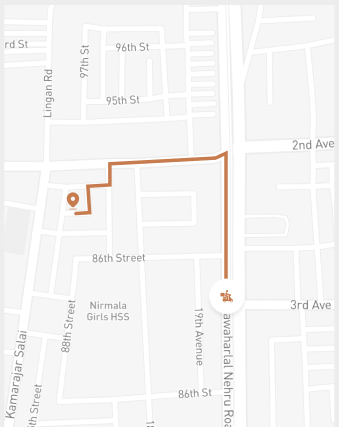 rd St
97th St
96th St
Lingan Rd
95th St
2nd Ave
86th Street
Nirmala
Girls HSS
88th Street
19th Avenue
3rd Ave
awaharlal Nehru Roa
Kamarajar Salai
th Street
86th St